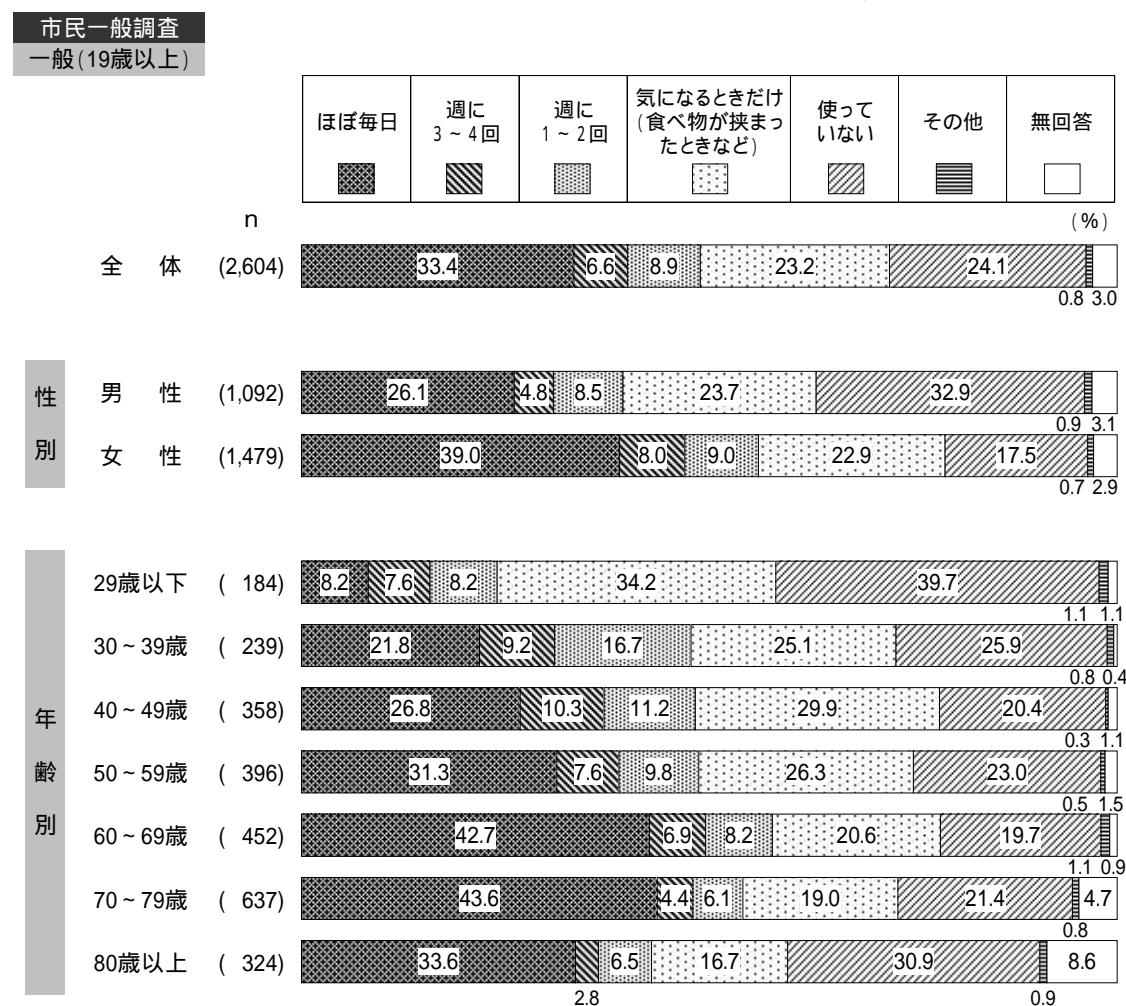 市民一般調査
一般(19歳以上)
ほぼ毎日
週に
3~4回
週に
1~2回
気になるときだけ
(食べ物が挟まっ
たときなど)
使って
いない
その他
無回答
n
(%)
全 体 (2,604) 33.4 6.6 8.9 23.2 24.1
0.8 3.0
性別
男 性 (1,092) 26.1 4.8 8.5 23.7 32.9
0.9 3.1
女 性 (1,479) 39.0 8.0 9.0 22.9 17.5
0.7 2.9
年齢別
29歳以下 ( 184) 8.2 7.6 8.2 34.2 39.7
1.1 1.1
30~39歳 ( 239) 21.8 9.2 16.7 25.1 25.9
0.8 0.4
40~49歳 ( 358) 26.8 10.3 11.2 29.9 20.4
0.3 1.1
50~59歳 ( 396) 31.3 7.6 9.8 26.3 23.0
0.5 1.5
60~69歳 ( 452) 42.7 6.9 8.2 20.6 19.7
1.1 0.9
70~79歳 ( 637) 43.6 4.4 6.1 19.0 21.4 4.7
0.8
80歳以上 ( 324) 33.6 6.5 16.7 30.9 8.6
2.8 0.9